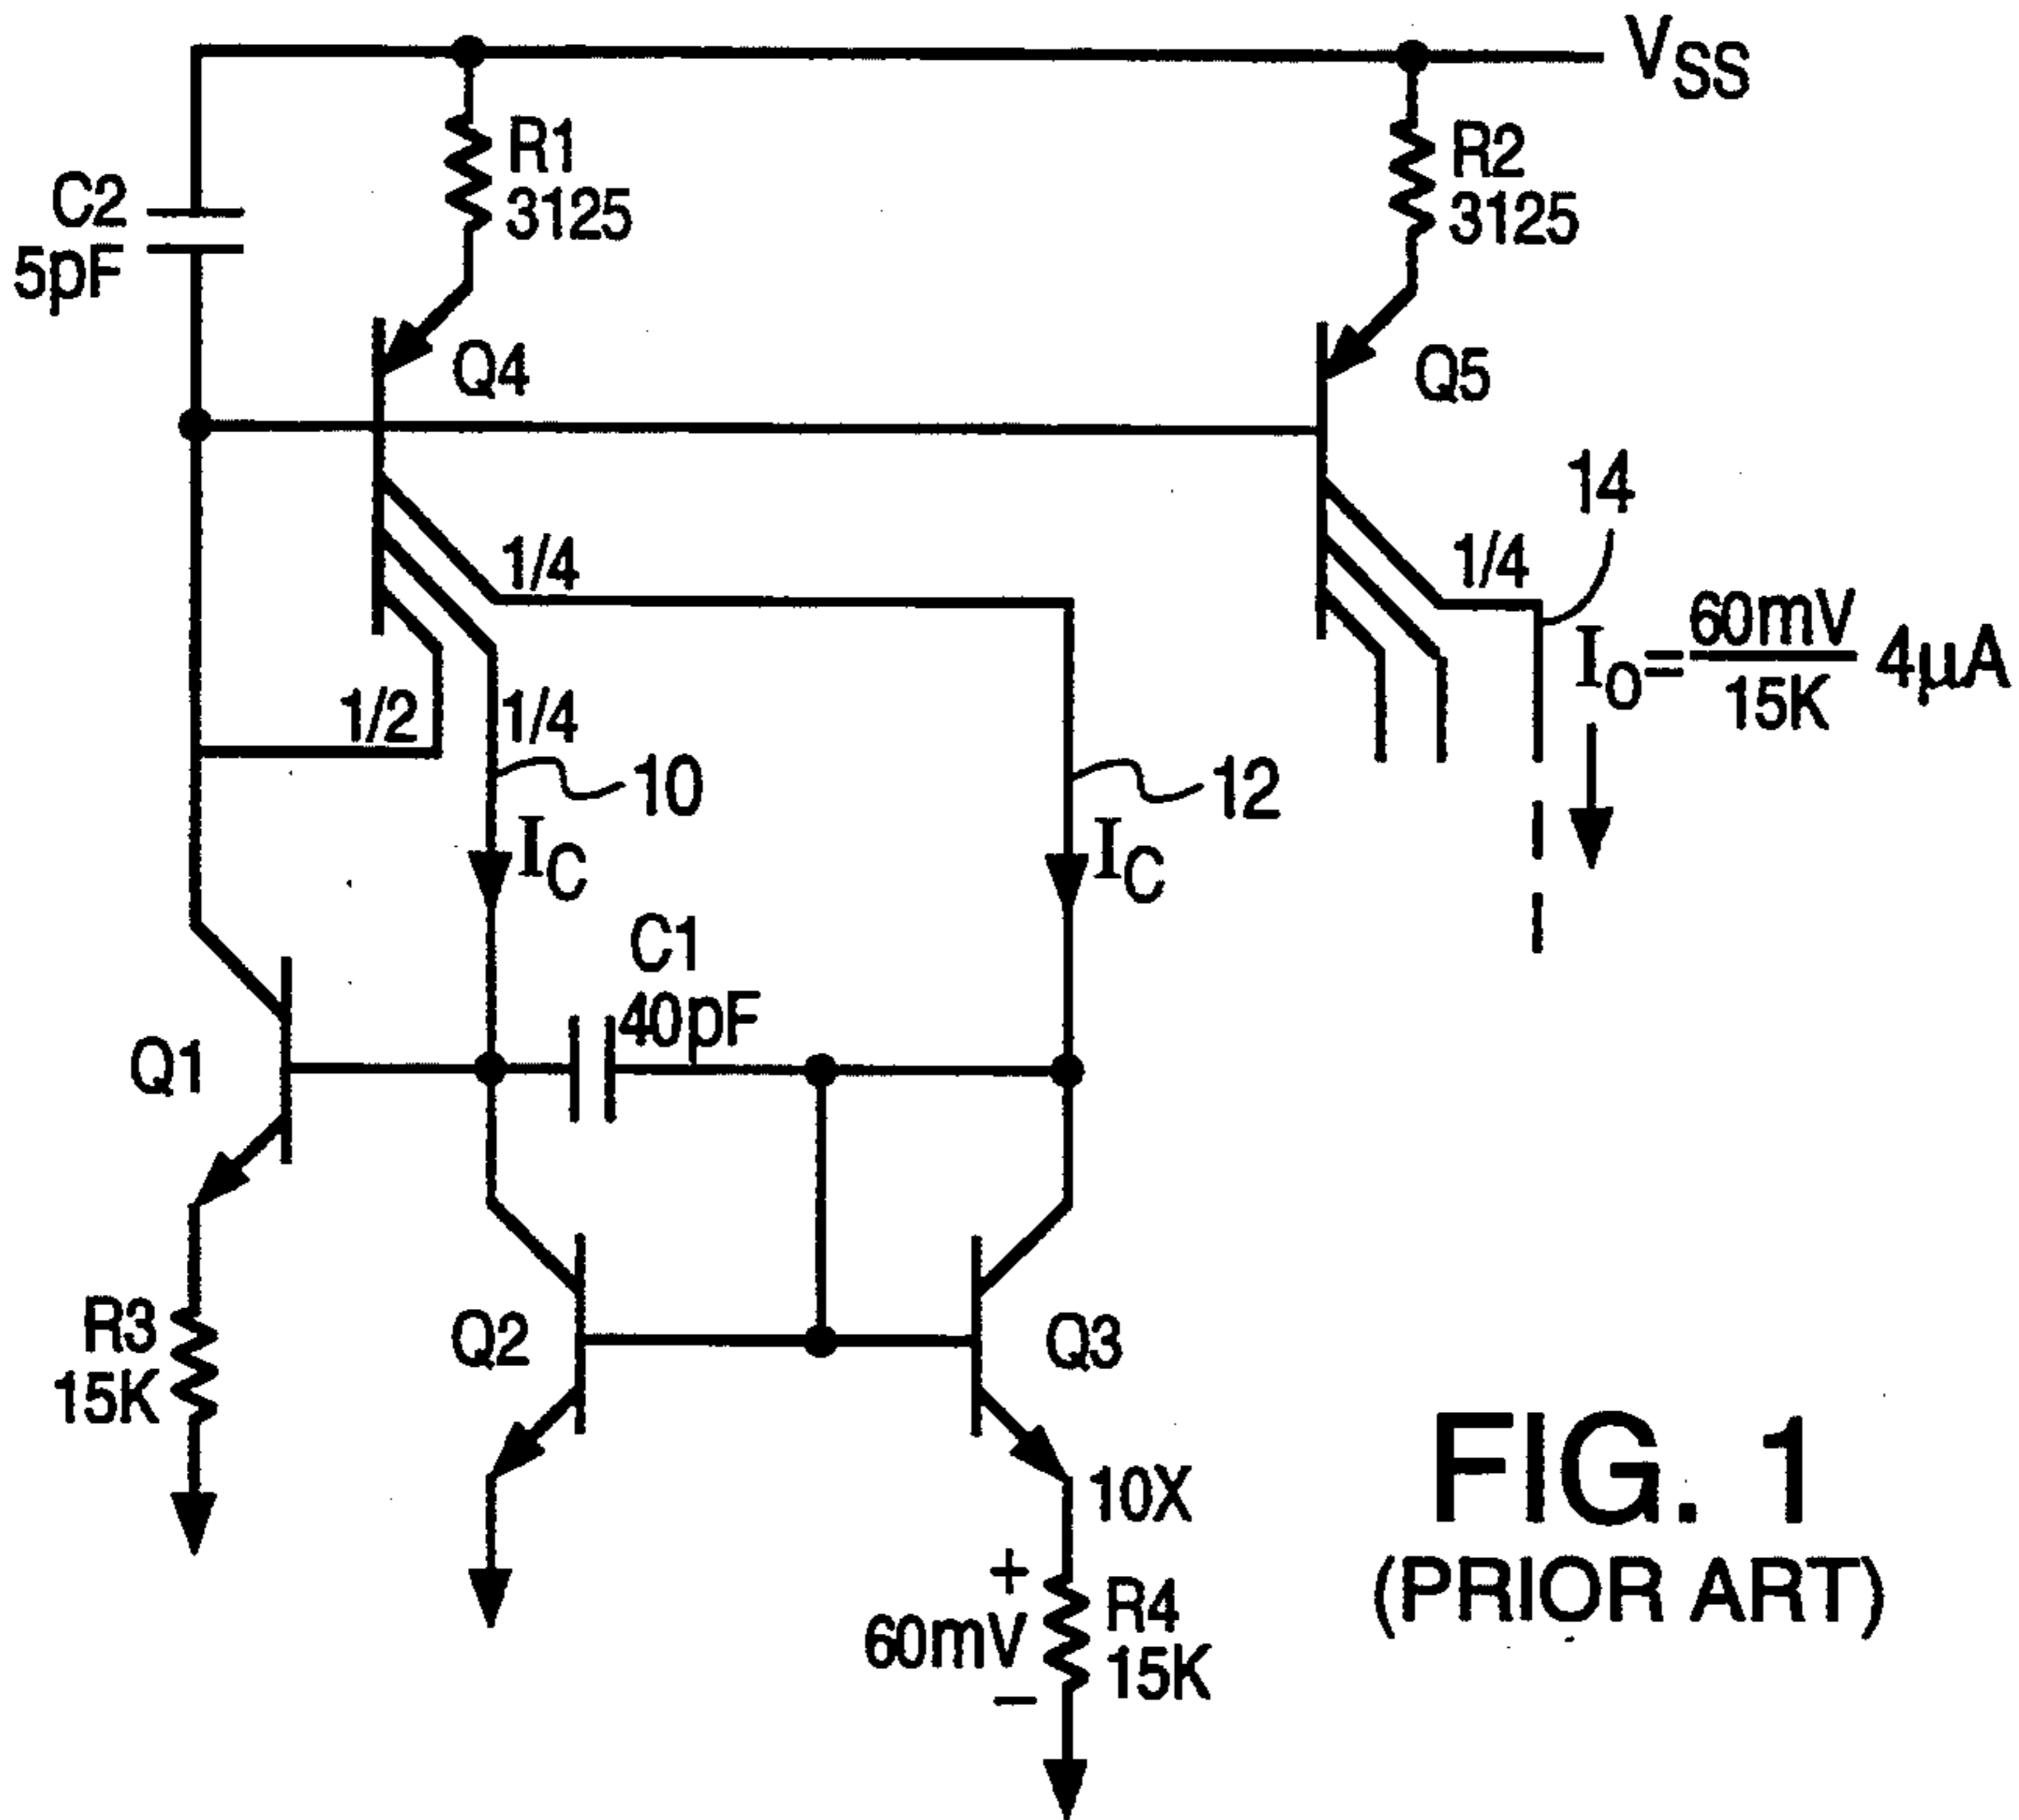 VSS
R1
3125
R2
3125
C2
5pF
Q4
Q5
14
1/4
1/4
IO=60mV/15K 4µA
1/2
1/4
10
12
IC
IC
C1
40pF
Q1
R3
15K
Q2
Q3
10X
+
60mV
−
R4
15K
FIG. 1
(PRIOR ART)